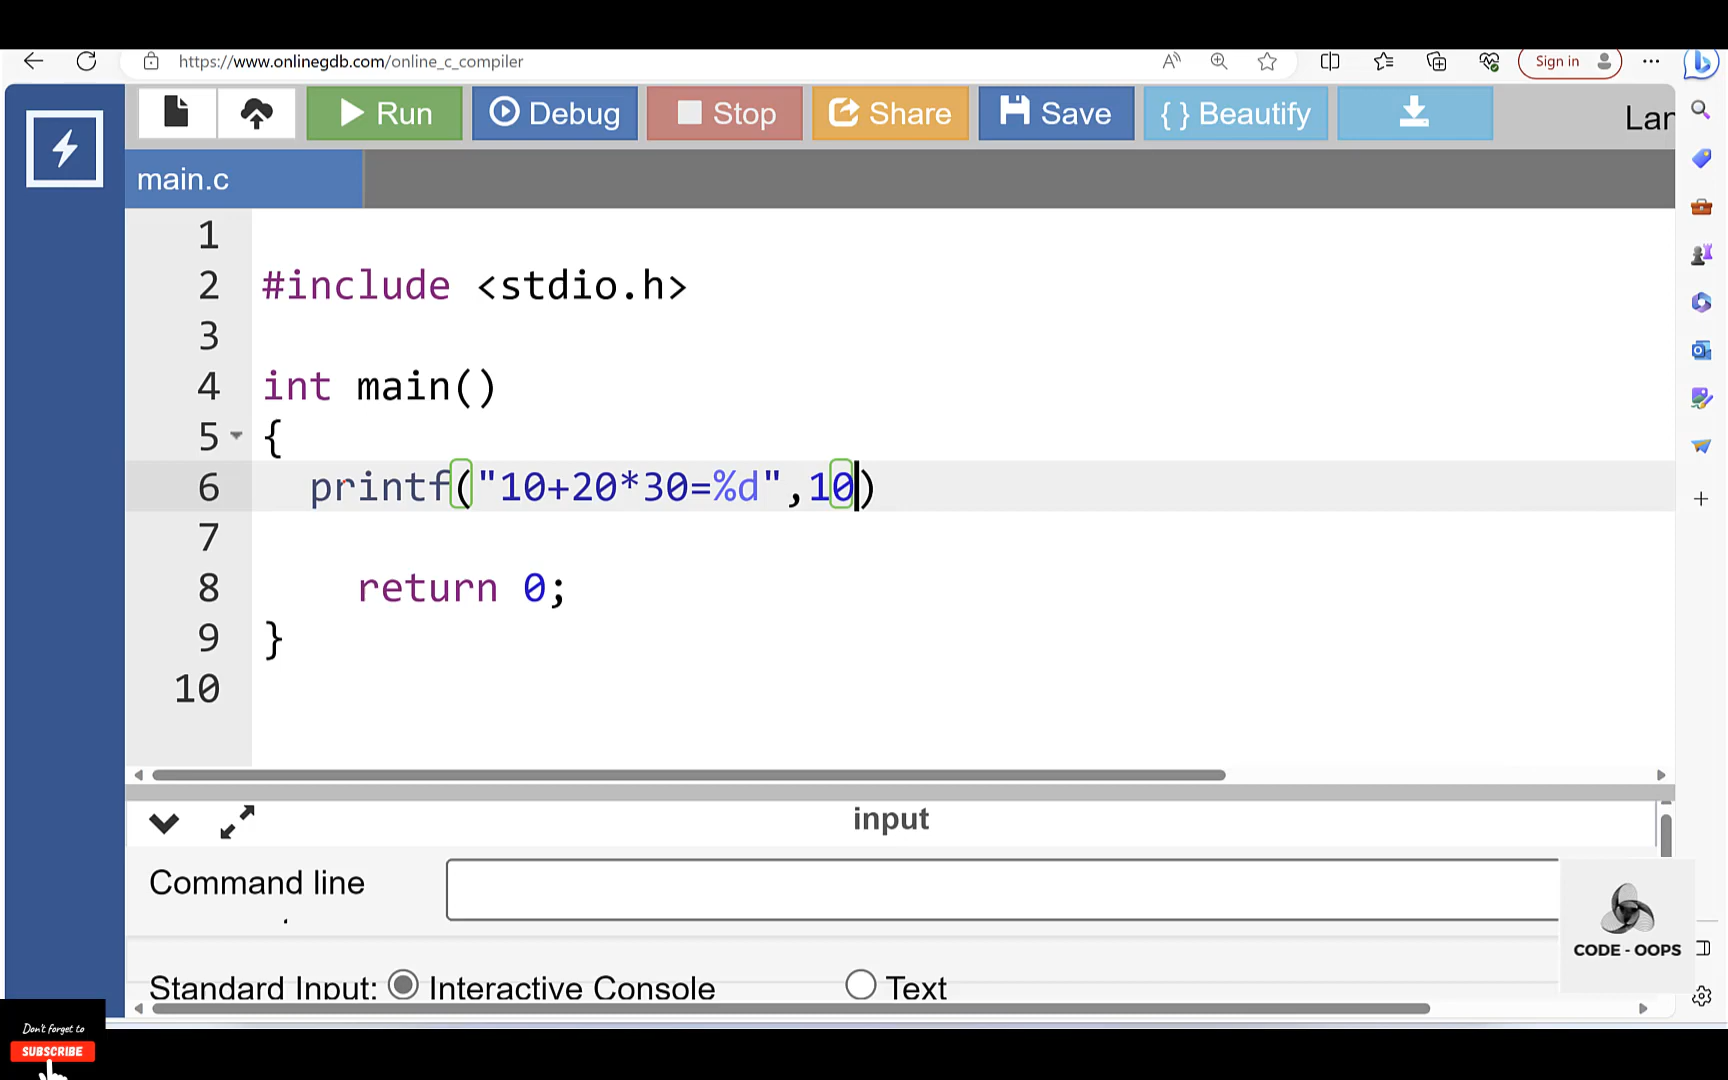 https://www.onlinegdb.com/online_c_compiler
Sign in
Run
Debug
Stop
Share
Save
{ } Beautify
Lan
main.c
1
2 #include <stdio.h>
3
4 int main()
5 {
6 printf("10+20*30=%d",10)
7
8 return 0;
9 }
10
input
Command line
Standard Input: Interactive Console Text
CODE - OOPS
Don't forget to
SUBSCRIBE